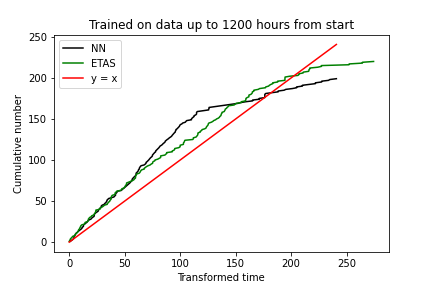 Trained on data up to 1200 hours from start
NN
ETAS
y = x
Cumulative number
250
200
150
100
50
0
0 50 100 150 200 250
Transformed time